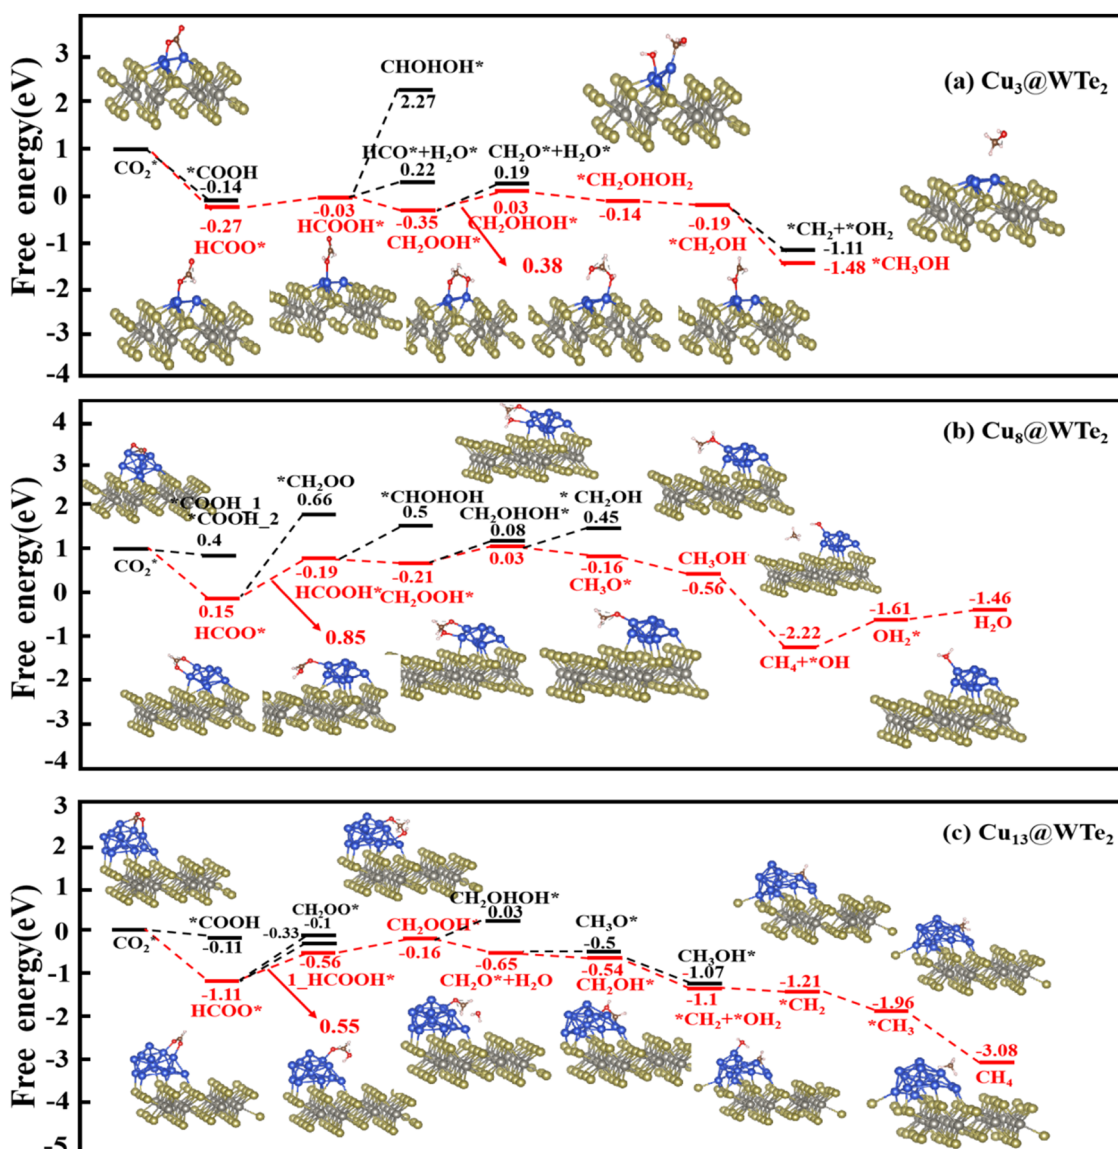 Free energy(eV)
3
2
1
0
-1
-2
-3
-4
(a) Cu3@WTe2
CO2*
*COOH
-0.14
-0.27
HCOO*
CHOHOH*
2.27
HCO*+H2O*
0.22
-0.03
HCOOH*
-0.35
CH2OOH*
CH2O*+H2O*
0.19
0.03
CH2OHOH*
0.38
*CH2OHOH2
-0.14
-0.19
*CH2OH
*CH2+*OH2
-1.11
-1.48 *CH3OH
Free energy(eV)
4
3
2
1
0
-1
-2
-3
-4
(b) Cu8@WTe2
CO2*
*COOH_1
*COOH_2
0.4
0.15
HCOO*
*CH2OO
0.66
-0.19
HCOOH*
0.85
*CHOHOH
0.5
-0.21
CH2OOH*
CH2OHOH*
0.08
0.03
*CH2OH
0.45
-0.16
CH3O*
CH3OH
-0.56
-2.22
CH4+*OH
-1.61
OH2*
-1.46
H2O
Free energy(eV)
3
2
1
0
-1
-2
-3
-4
-5
(c) Cu13@WTe2
CO2
*COOH
-0.11
-1.11
HCOO*
CH2OO*
-0.1
-0.33
-0.56
1_HCOOH*
0.55
CH2OOH*
-0.16
CH2OHOH*
0.03
-0.65
CH2O*+H2O
CH3O*
-0.5
-0.54
CH2OH*
CH3OH*
-1.07
-1.1
*CH2+*OH2
-1.21
*CH2
-1.96
*CH3
-3.08
CH4